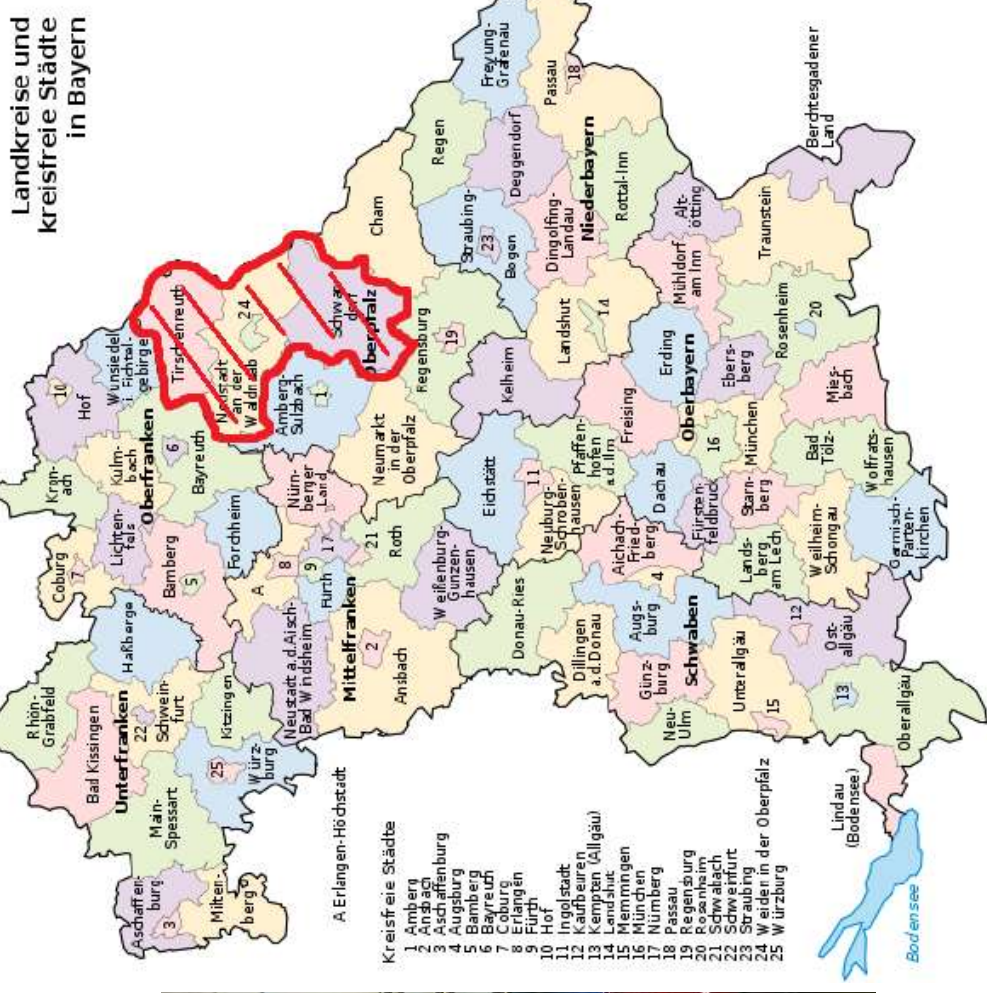 Landkreise und
kreisfreie Städte
in Bayern
Rhön-
Grabfeld
Bad Kissingen
Unterfranken
22
Schwein-
furt
Main-
Spessart
Aschaffen-
burg
3
Milten-
berg
25
Würz-
burg
Kitzingen
Haßberge
Coburg
7
Kron-
ach
Lichten-
fels
Kulm-
bach
Hof
10
Wunsiedel
i. Fichtel-
gebirge
Oberfranken
Bamberg
5
6
Bayreuth
Forchheim
Tirschenreuth
Neustadt
an der
Waldnaab
24
A
8
Neustadt a.d.Aisch-
Bad Windsheim
9
Fürth
17
Nürn-
berger
Land
Amberg-
Sulzbach
1
Schwan-
dorf
Oberpfalz
Cham
Mittelfranken
2
Ansbach
21
Roth
Neumarkt
in der
Oberpfalz
Regensburg
19
Weißenburg-
Gunzen-
hausen
Eichstätt
Kelheim
Straubing-
23
Bogen
Regen
Freyung-
Grafenau
Deggendorf
Passau
18
Donau-Ries
11
Neuburg-
Schroben-
hausen
Pfaffen-
hofen
a.d.Ilm
Landshut
14
Dingolfing-
Landau
Niederbayern
Rottal-Inn
Dillingen
a.d.Donau
Aichach-
Fried-
berg
4
Augs-
burg
Dachau
Freising
Erding
Mühldorf
am Inn
Alt-
ötting
Günz-
burg
Schwaben
Neu-
Ulm
Fürsten-
feldbruck
Oberbayern
16
München
Ebers-
berg
Unterallgäu
15
Lands-
berg
am Lech
Starn-
berg
Traunstein
Rosenheim
20
Berchtesgadener
Land
12
Ost-
allgäu
Weilheim-
Schongau
Bad
Tölz-
Wolfrats-
hausen
Mies-
bach
13
Oberallgäu
Garmisch-
Parten-
kirchen
Lindau
(Bodensee)
Bodensee
A Erlangen-Höchstadt
Kreisfreie Städte
1 Amberg
2 Ansbach
3 Aschaffenburg
4 Augsburg
5 Bamberg
6 Bayreuth
7 Coburg
8 Erlangen
9 Fürth
10 Hof
11 Ingolstadt
12 Kaufbeuren
13 Kempten (Allgäu)
14 Landshut
15 Memmingen
16 München
17 Nürnberg
18 Passau
19 Regensburg
20 Rosenheim
21 Schwabach
22 Schweinfurt
23 Straubing
24 Weiden in der Oberpfalz
25 Würzburg